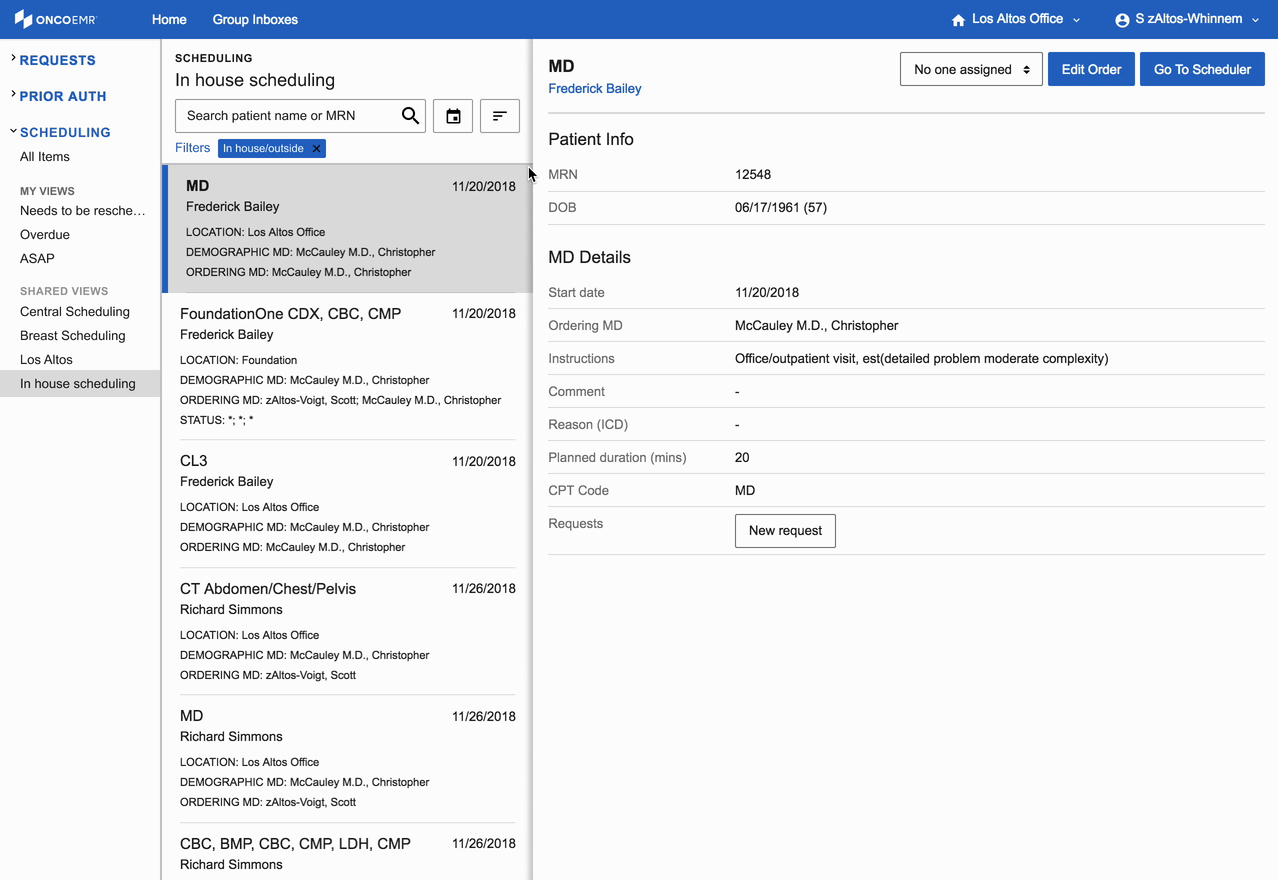 ONCOEMR
Home
Group Inboxes
Los Altos Office
S zAltos-Whinnem
REQUESTS
PRIOR AUTH
SCHEDULING
All Items
MY VIEWS
Needs to be resche...
Overdue
ASAP
SHARED VIEWS
Central Scheduling
Breast Scheduling
Los Altos
In house scheduling
SCHEDULING
In house scheduling
Search patient name or MRN
Filters In house/outside ×
MD 11/20/2018
Frederick Bailey
LOCATION: Los Altos Office
DEMOGRAPHIC MD: McCauley M.D., Christopher
ORDERING MD: McCauley M.D., Christopher
FoundationOne CDX, CBC, CMP 11/20/2018
Frederick Bailey
LOCATION: Foundation
DEMOGRAPHIC MD: McCauley M.D., Christopher
ORDERING MD: zAltos-Voigt, Scott; McCauley M.D., Christopher
STATUS: *; *; *
CL3 11/20/2018
Frederick Bailey
LOCATION: Los Altos Office
DEMOGRAPHIC MD: McCauley M.D., Christopher
ORDERING MD: McCauley M.D., Christopher
CT Abdomen/Chest/Pelvis 11/26/2018
Richard Simmons
LOCATION: Los Altos Office
DEMOGRAPHIC MD: McCauley M.D., Christopher
ORDERING MD: zAltos-Voigt, Scott
MD 11/26/2018
Richard Simmons
LOCATION: Los Altos Office
DEMOGRAPHIC MD: McCauley M.D., Christopher
ORDERING MD: zAltos-Voigt, Scott
CBC, BMP, CBC, CMP, LDH, CMP 11/26/2018
Richard Simmons
MD
Frederick Bailey
No one assigned
Edit Order
Go To Scheduler
Patient Info
MRN 12548
DOB 06/17/1961 (57)
MD Details
Start date 11/20/2018
Ordering MD McCauley M.D., Christopher
Instructions Office/outpatient visit, est(detailed problem moderate complexity)
Comment -
Reason (ICD) -
Planned duration (mins) 20
CPT Code MD
Requests New request